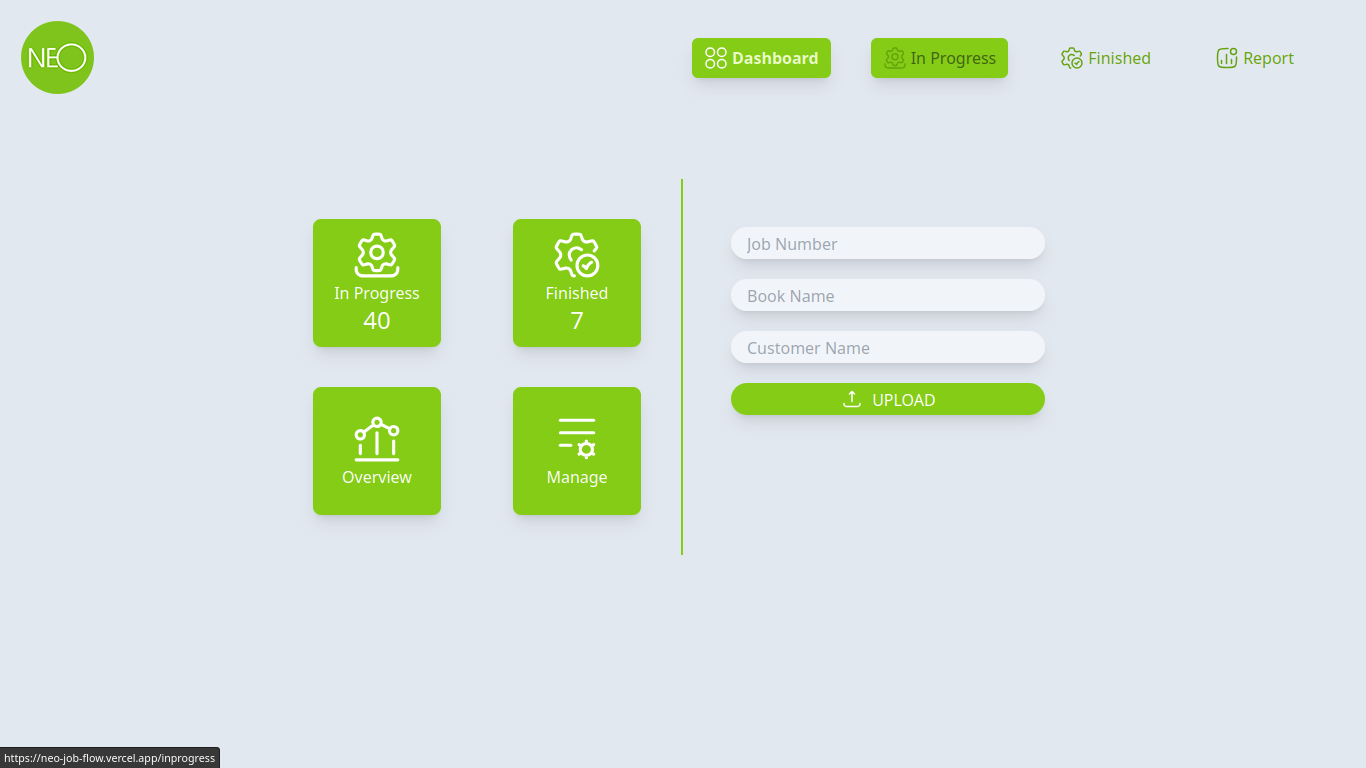 NEO
Dashboard
In Progress
Finished
Report
In Progress
40
Finished
7
Overview
Manage
Job Number
Book Name
Customer Name
UPLOAD
https://neo-job-flow.vercel.app/inprogress